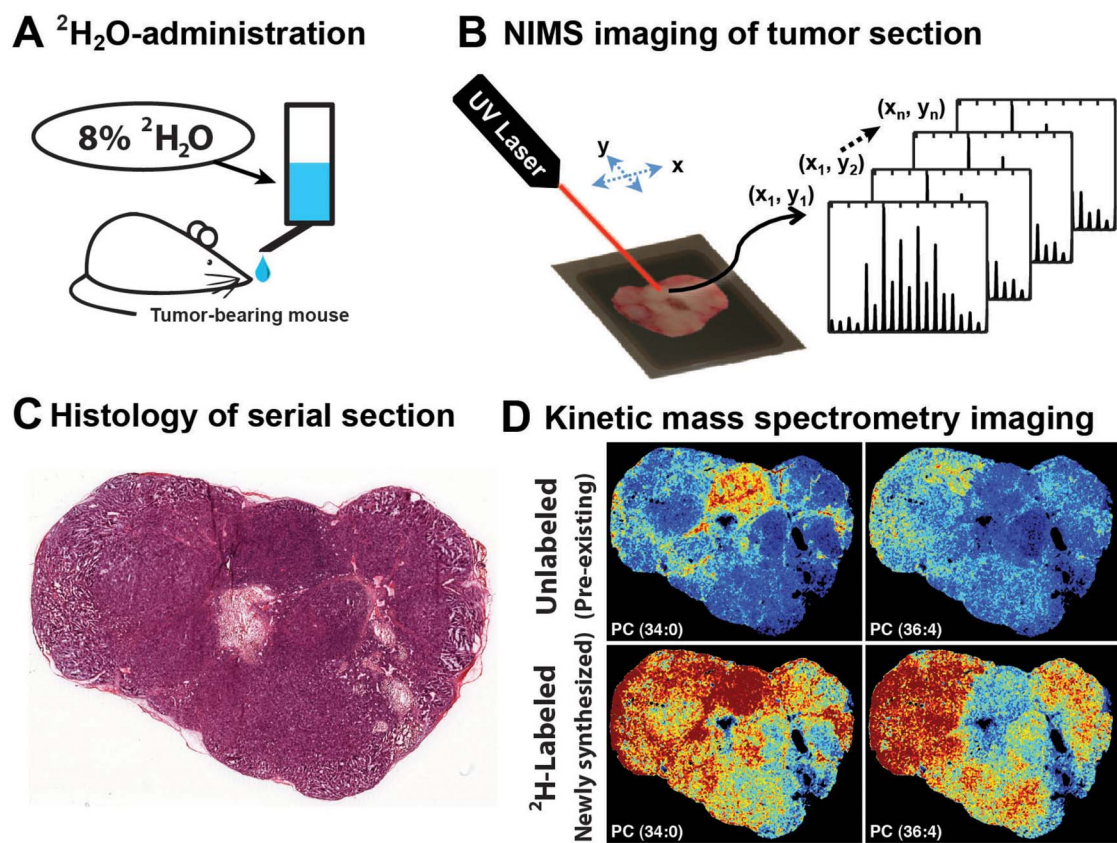 A ²H₂O-administration
8% ²H₂O
Tumor-bearing mouse
B NIMS imaging of tumor section
UV Laser
y
x
(x₁, y₁)
(x₁, y₂)
(xₙ, yₙ)
C Histology of serial section
D Kinetic mass spectrometry imaging
Unlabeled
(Pre-existing)
PC (34:0)
PC (36:4)
²H-Labeled
Newly synthesized)
PC (34:0)
PC (36:4)